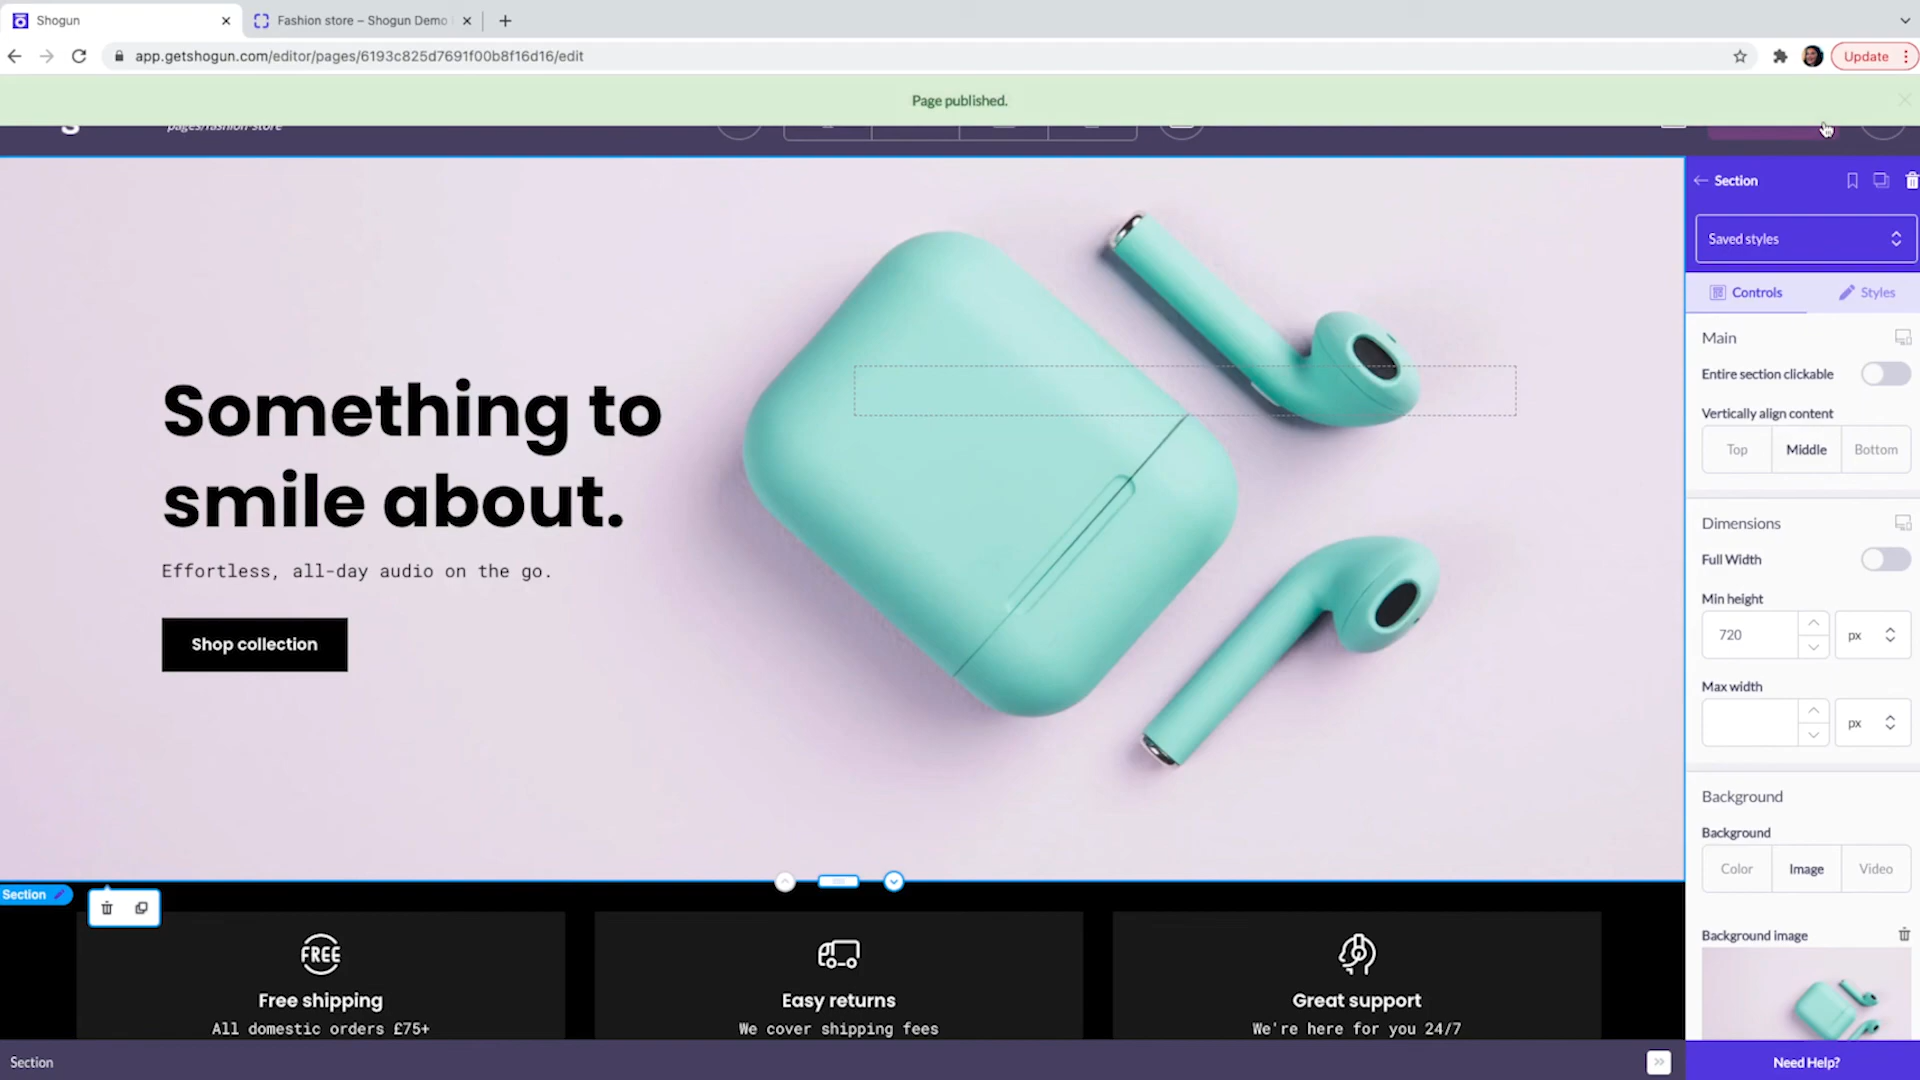 Shogun
Fashion store – Shogun Demo
app.getshogun.com/editor/pages/6193c825d7691f00b8f16d16/edit
Update
Page published.
pages/fashion-store
Section
Saved styles
Controls
Styles
Main
Entire section clickable
Vertically align content
Top
Middle
Bottom
Dimensions
Full Width
Min height
720
px
Max width
px
Background
Background
Color
Image
Video
Background image
Something to
smile about.
Effortless, all-day audio on the go.
Shop collection
Section
FREE
Free shipping
All domestic orders £75+
Easy returns
We cover shipping fees
Great support
We're here for you 24/7
Section
Need Help?